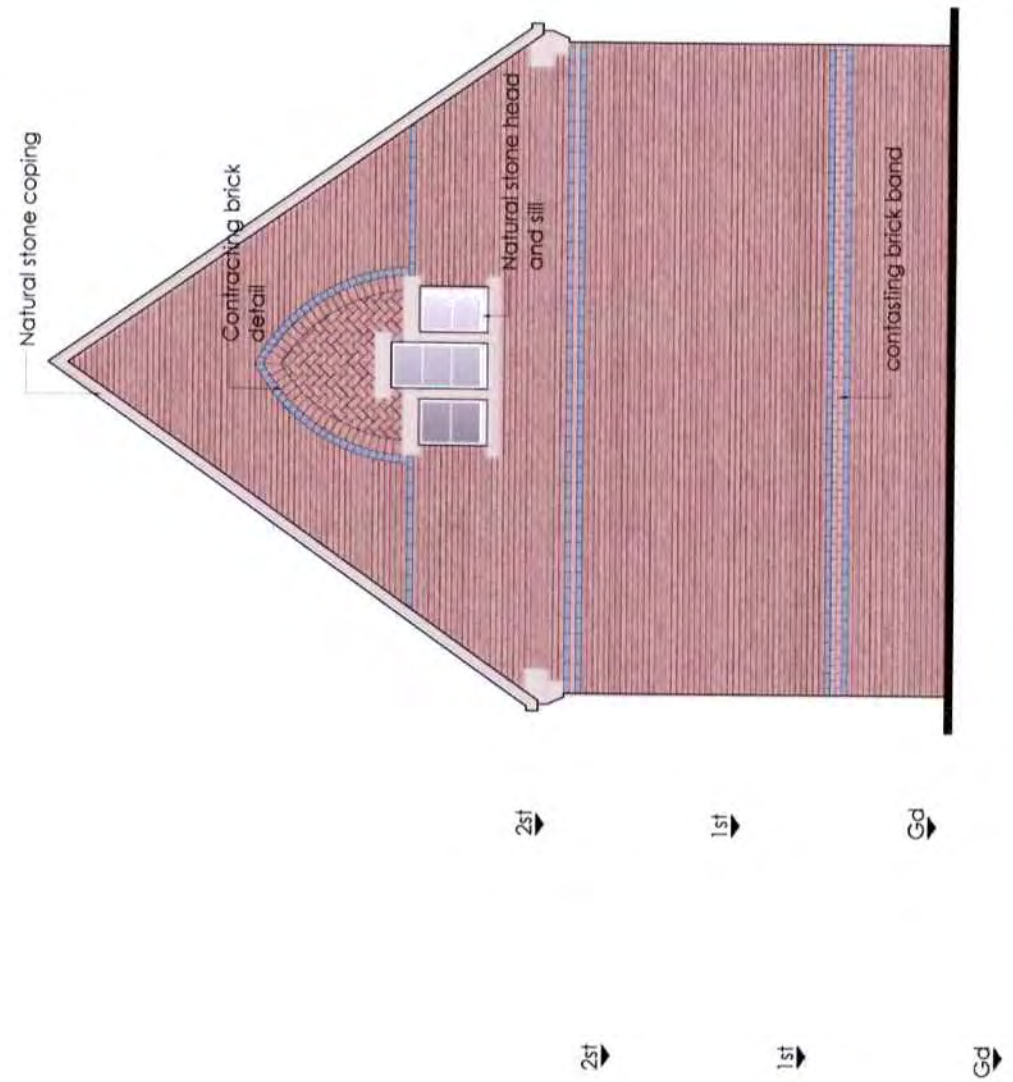 Natural stone coping
Contracting brick
detail
Natural stone head
and sill
contasting brick band
2st
1st
Gd
2st
1st
Gd